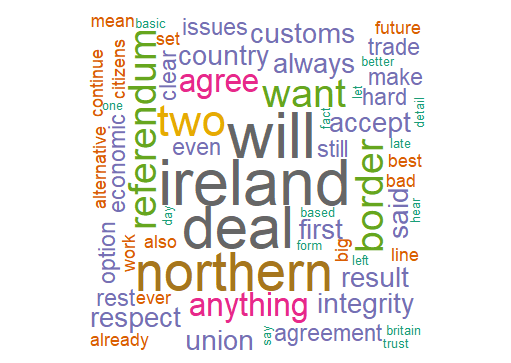 mean
basic
issues
customs
future
set
trade
continue
citizens
referendum
clear
country
always
better
agree
want
let
make
hard
one
two
will
fact
accept
detail
alternative
economic
even
still
late
border
best
ireland
bad
day
deal
based
first
said
hear
option
work
also
form
big
left
line
northern
result
rest
ever
anything
integrity
respect
already
union
say
agreement
britain
trust